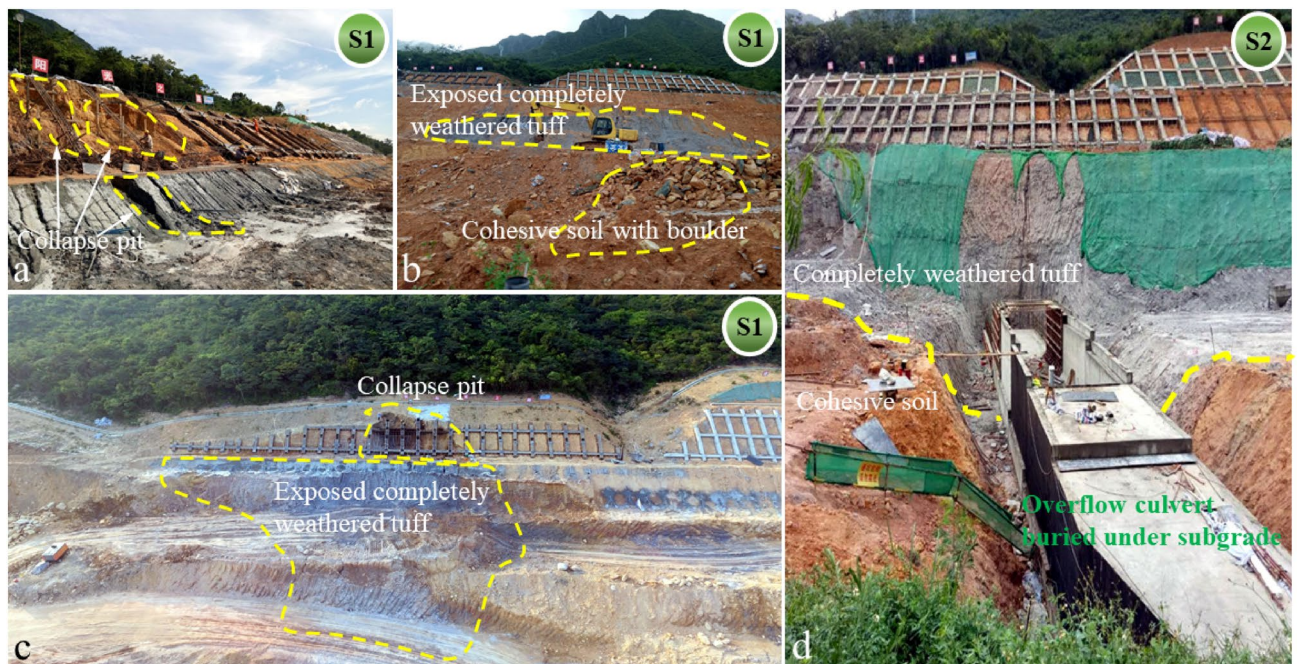 S1
阳
Collapse pit
a
S1
Exposed completely
weathered tuff
Cohesive soil with boulder
b
S1
Collapse pit
Exposed completely
weathered tuff
c
S2
Completely weathered tuff
Cohesive soil
Overflow culvert
buried under subgrade
d